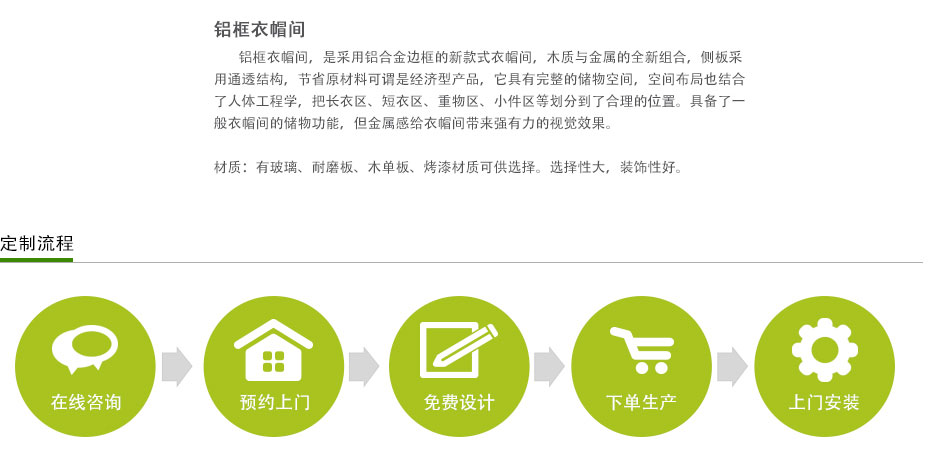 铝框衣帽间
铝框衣帽间，是采用铝合金边框的新款式衣帽间，木质与金属的全新组合，侧板采
用通透结构，节省原材料可谓是经济型产品，它具有完整的储物空间，空间布局也结合
了人体工程学，把长衣区、短衣区、重物区、小件区等划分到了合理的位置。具备了一
般衣帽间的储物功能，但金属感给衣帽间带来强有力的视觉效果。
材质：有玻璃、耐磨板、木单板、烤漆材质可供选择。选择性大，装饰性好。
定制流程
在线咨询
预约上门
免费设计
下单生产
上门安装